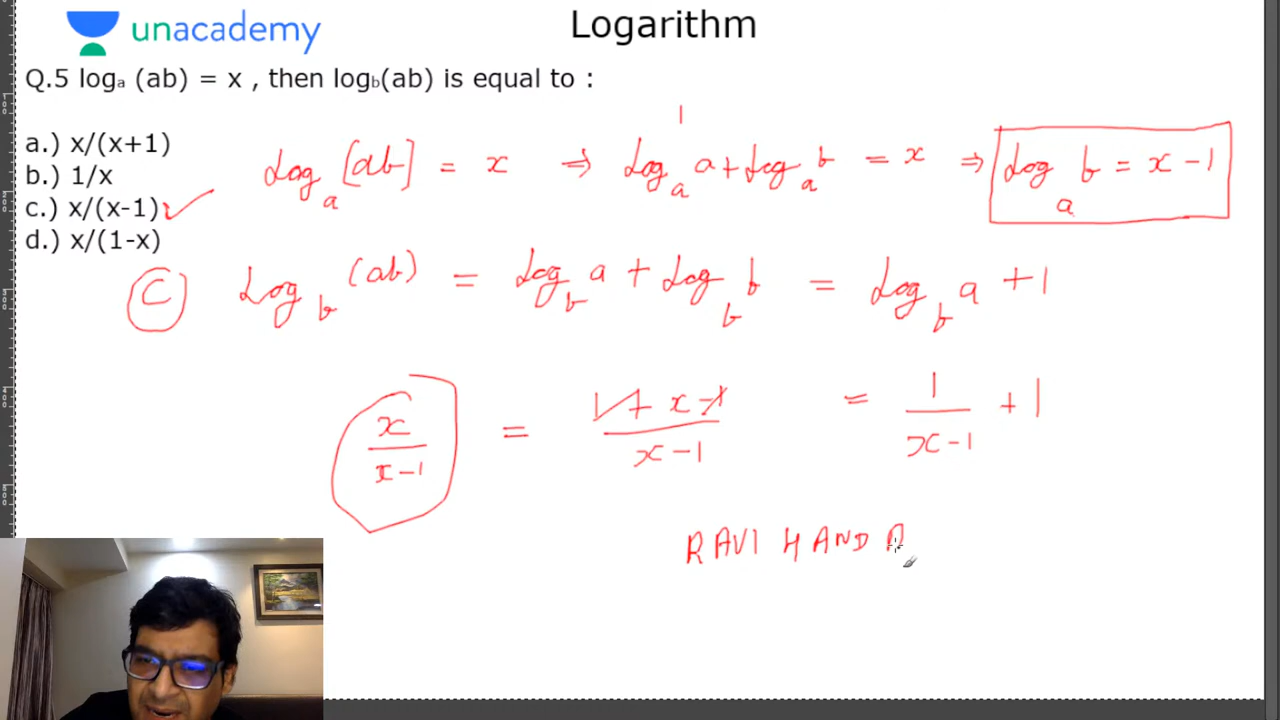 unacademy
Logarithm
Q.5 logₐ (ab) = x , then log_b(ab) is equal to :
a.) x/(x+1)
b.) 1/x
c.) x/(x-1) ✓
d.) x/(1-x)
1
Log_a [ab] = x ⇒ Log_a a + Log_a b = x ⇒ Log_a b = x - 1
C Log_b (ab) = Log_b a + Log_b b = Log_b a + 1
x/(x-1) = (1 + x - 1)/(x - 1) = 1/(x-1) + 1
RAVI HAND A